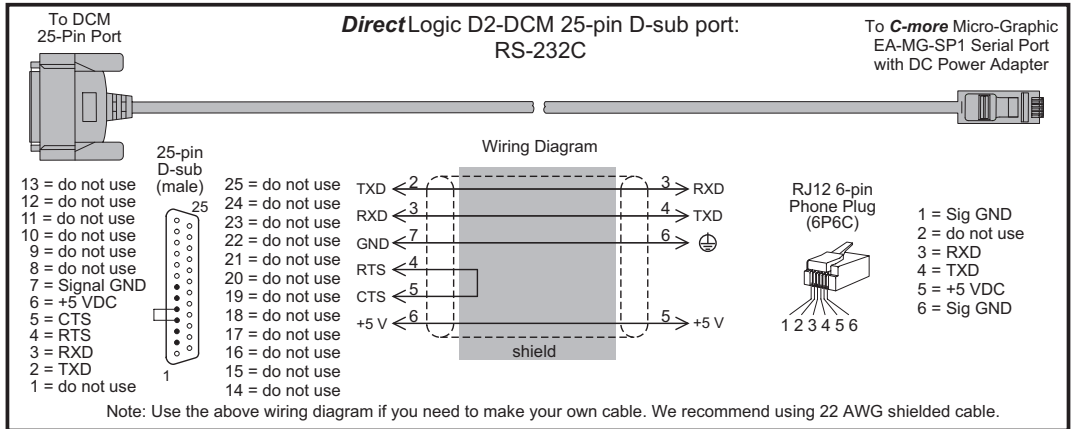 To DCM
25-Pin Port
DirectLogic D2-DCM 25-pin D-sub port:
RS-232C
To C-more Micro-Graphic
EA-MG-SP1 Serial Port
with DC Power Adapter
Wiring Diagram
25-pin
D-sub
(male)
25
1
13 = do not use
12 = do not use
11 = do not use
10 = do not use
9 = do not use
8 = do not use
7 = Signal GND
6 = +5 VDC
5 = CTS
4 = RTS
3 = RXD
2 = TXD
1 = do not use
25 = do not use
24 = do not use
23 = do not use
22 = do not use
21 = do not use
20 = do not use
19 = do not use
18 = do not use
17 = do not use
16 = do not use
15 = do not use
14 = do not use
TXD 2 3 RXD
RXD 3 4 TXD
GND 7 6
RTS 4
CTS 5
+5 V 6 5 +5 V
shield
RJ12 6-pin
Phone Plug
(6P6C)
1 2 3 4 5 6
1 = Sig GND
2 = do not use
3 = RXD
4 = TXD
5 = +5 VDC
6 = Sig GND
Note: Use the above wiring diagram if you need to make your own cable. We recommend using 22 AWG shielded cable.